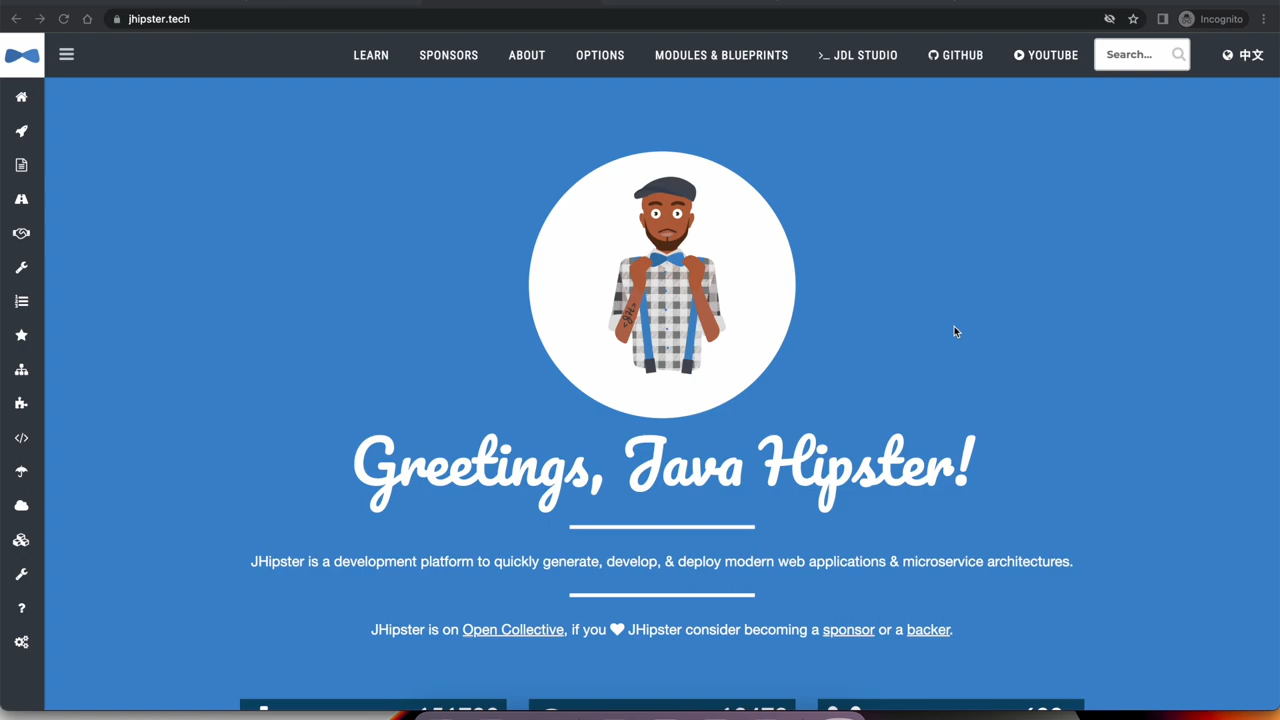 jhipster.tech
Incognito
LEARN SPONSORS ABOUT OPTIONS MODULES & BLUEPRINTS >_ JDL STUDIO GITHUB YOUTUBE Search... 中文
<JHB>
Greetings, Java Hipster!
JHipster is a development platform to quickly generate, develop, & deploy modern web applications & microservice architectures.
JHipster is on Open Collective, if you JHipster consider becoming a sponsor or a backer.